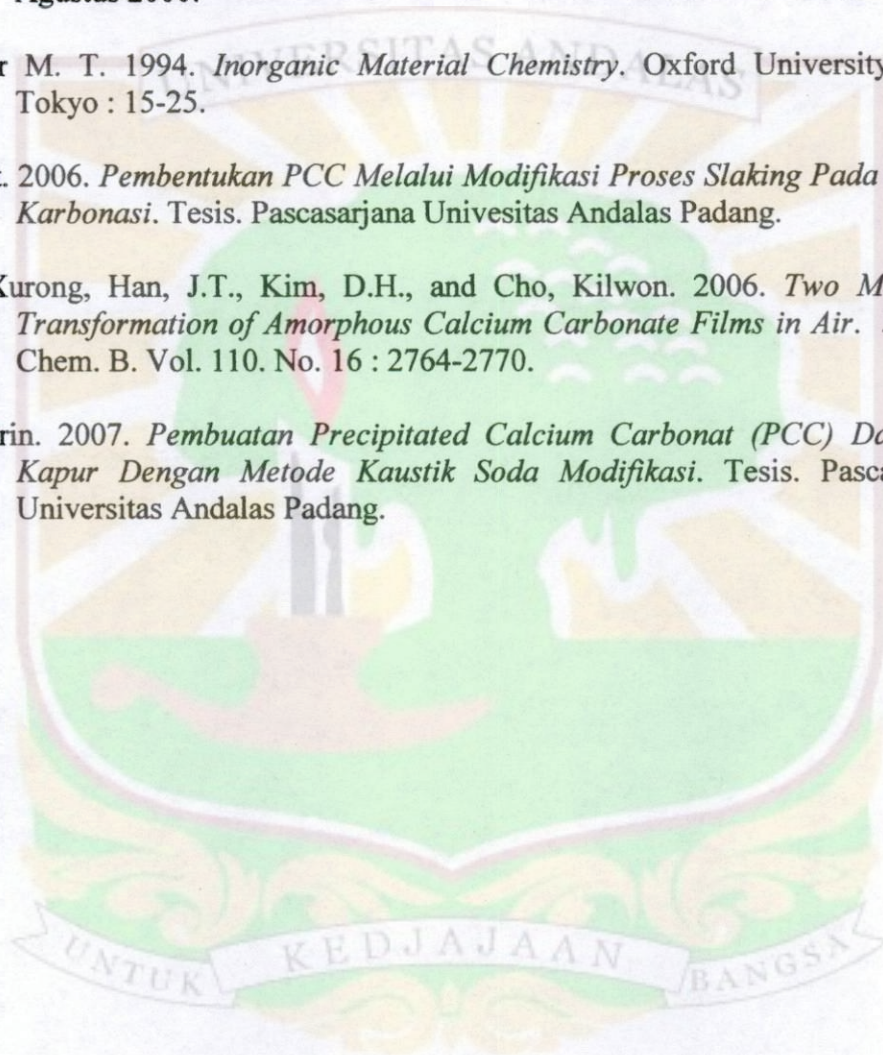 UNIVERSITAS ANDALAS
r M. T. 1994. Inorganic Material Chemistry. Oxford University
Tokyo : 15-25.
. 2006. Pembentukan PCC Melalui Modifikasi Proses Slaking Pada
Karbonasi. Tesis. Pascasarjana Univesitas Andalas Padang.
Kurong, Han, J.T., Kim, D.H., and Cho, Kilwon. 2006. Two M
Transformation of Amorphous Calcium Carbonate Films in Air.
Chem. B. Vol. 110. No. 16 : 2764-2770.
rin. 2007. Pembuatan Precipitated Calcium Carbonat (PCC) Da
Kapur Dengan Metode Kaustik Soda Modifikasi. Tesis. Pasca
Universitas Andalas Padang.
UNTUK KEDJAJAAN BANGSA